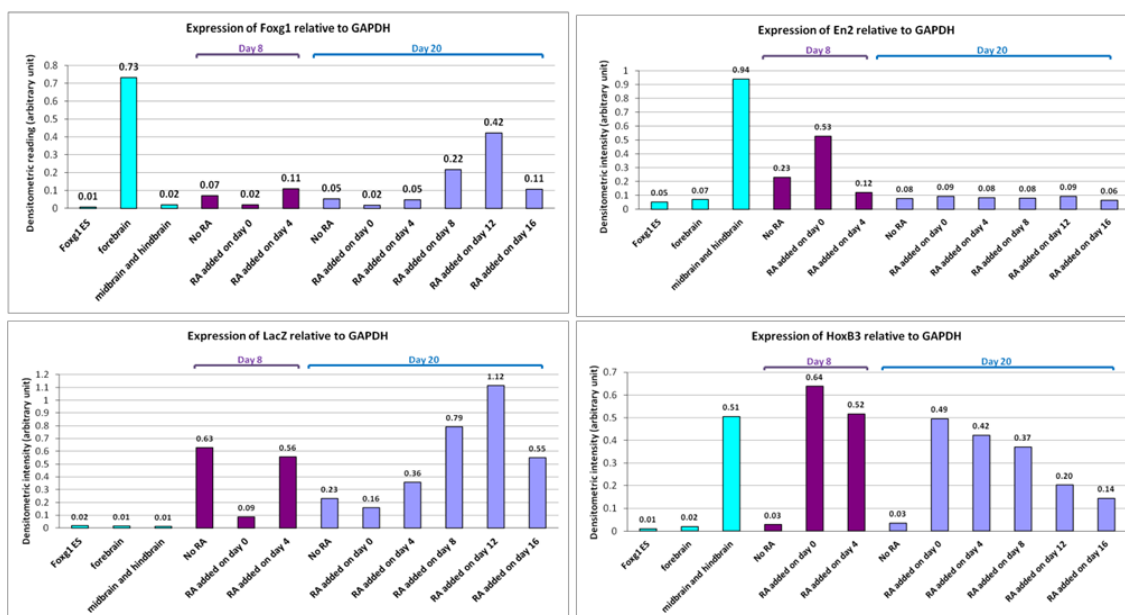 Expression of Foxg1 relative to GAPDH
Day 8
Day 20
Densitometric reading (arbitrary unit)
0.8
0.7
0.6
0.5
0.4
0.3
0.2
0.1
0
0.01
0.73
0.02
0.07
0.02
0.11
0.05
0.02
0.05
0.22
0.42
0.11
Foxg1 ES
forebrain
midbrain and hindbrain
No RA
RA added on day 0
RA added on day 4
No RA
RA added on day 0
RA added on day 4
RA added on day 8
RA added on day 12
RA added on day 16
Expression of En2 relative to GAPDH
Day 8
Day 20
Densitometric intensity (arbitrary unit)
1
0.9
0.8
0.7
0.6
0.5
0.4
0.3
0.2
0.1
0
0.05
0.07
0.94
0.23
0.53
0.12
0.08
0.09
0.08
0.08
0.09
0.06
Foxg1 ES
forebrain
midbrain and hindbrain
No RA
RA added on day 0
RA added on day 4
No RA
RA added on day 0
RA added on day 4
RA added on day 8
RA added on day 12
RA added on day 16
Expression of LacZ relative to GAPDH
Day 8
Day 20
Densitometric intensity (arbitrary unit)
1.2
1.1
1
0.9
0.8
0.7
0.6
0.5
0.4
0.3
0.2
0.1
0
0.02
0.01
0.01
0.63
0.09
0.56
0.23
0.16
0.36
0.79
1.12
0.55
Foxg1 ES
forebrain
midbrain and hindbrain
No RA
RA added on day 0
RA added on day 4
No RA
RA added on day 0
RA added on day 4
RA added on day 8
RA added on day 12
RA added on day 16
Expression of HoxB3 relative to GAPDH
Day 8
Day 20
Densitometric intensity (arbitrary unit)
0.7
0.6
0.5
0.4
0.3
0.2
0.1
0
0.01
0.02
0.51
0.03
0.64
0.52
0.03
0.49
0.42
0.37
0.20
0.14
Foxg1 ES
forebrain
midbrain and hindbrain
No RA
RA added on day 0
RA added on day 4
No RA
RA added on day 0
RA added on day 4
RA added on day 8
RA added on day 12
RA added on day 16